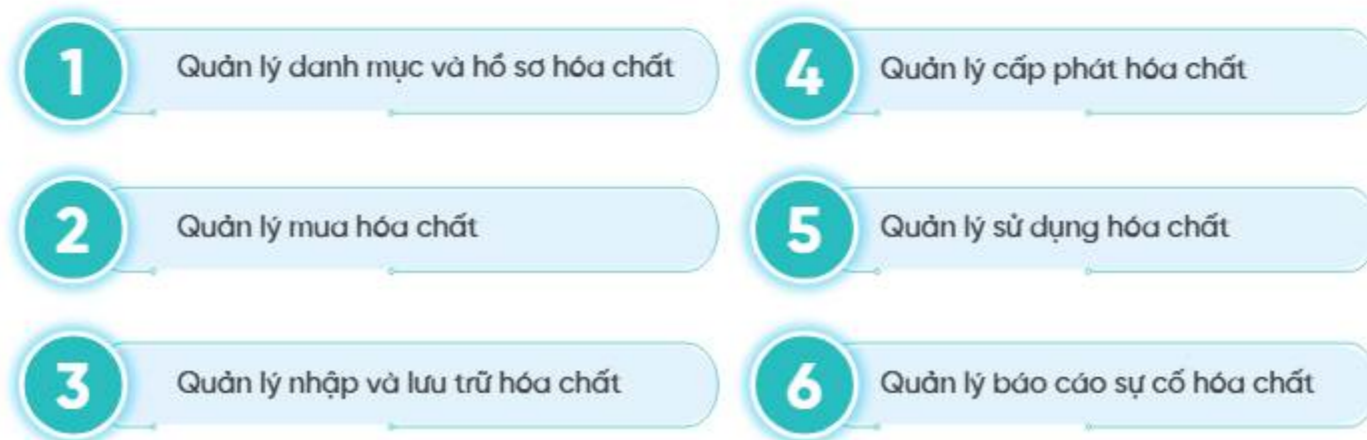 1
Quản lý danh mục và hồ sơ hóa chất
2
Quản lý mua hóa chất
3
Quản lý nhập và lưu trữ hóa chất
4
Quản lý cấp phát hóa chất
5
Quản lý sử dụng hóa chất
6
Quản lý báo cáo sự cố hóa chất